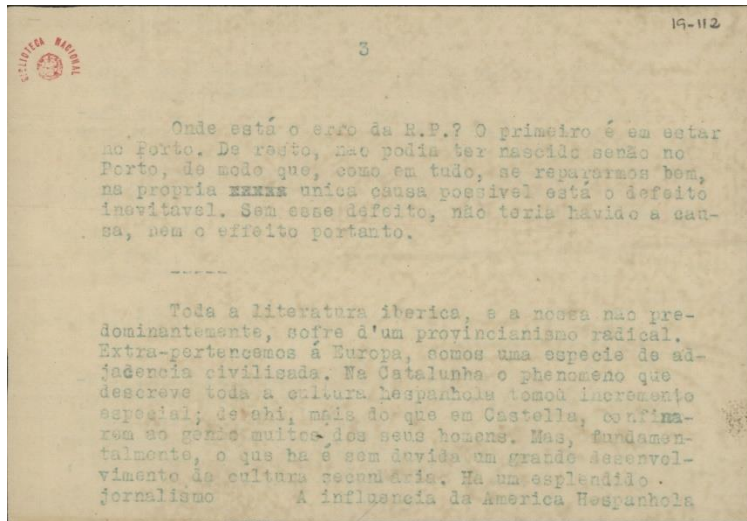 BIBLIOTECA NACIONAL
19-112
3
Onde está o erro da R.P.? O primeiro é em estar
no Porto. De resto, não podia ter nascido senão no
Porto, de modo que, como em tudo, se repararmos bem,
na propria xxxxx unica causa possivel está o defeito
inevitável. Sem esse defeito, não teria havido a cau-
sa, nem o effeito portanto.
-----
Toda a literatura iberica, e a nossa não pre-
dominantemente, sofre d'um provincianismo radical.
Extra-pertencemos á Europa, somos uma especie de ad-
jadencia civilisada. Na Catalunha o phenomeno que
descreve toda a cultura hespanhola tomou incremento
especial; de ahi, mais do que em Castella, confina-
rem ao genio muitos dos seus homens. Mas, fundamen-
talmente, o que ha é sem duvida um grande desenvol-
vimento de cultura secundaria. Ha um esplendido
jornalismo A influencia da America Hespanhola